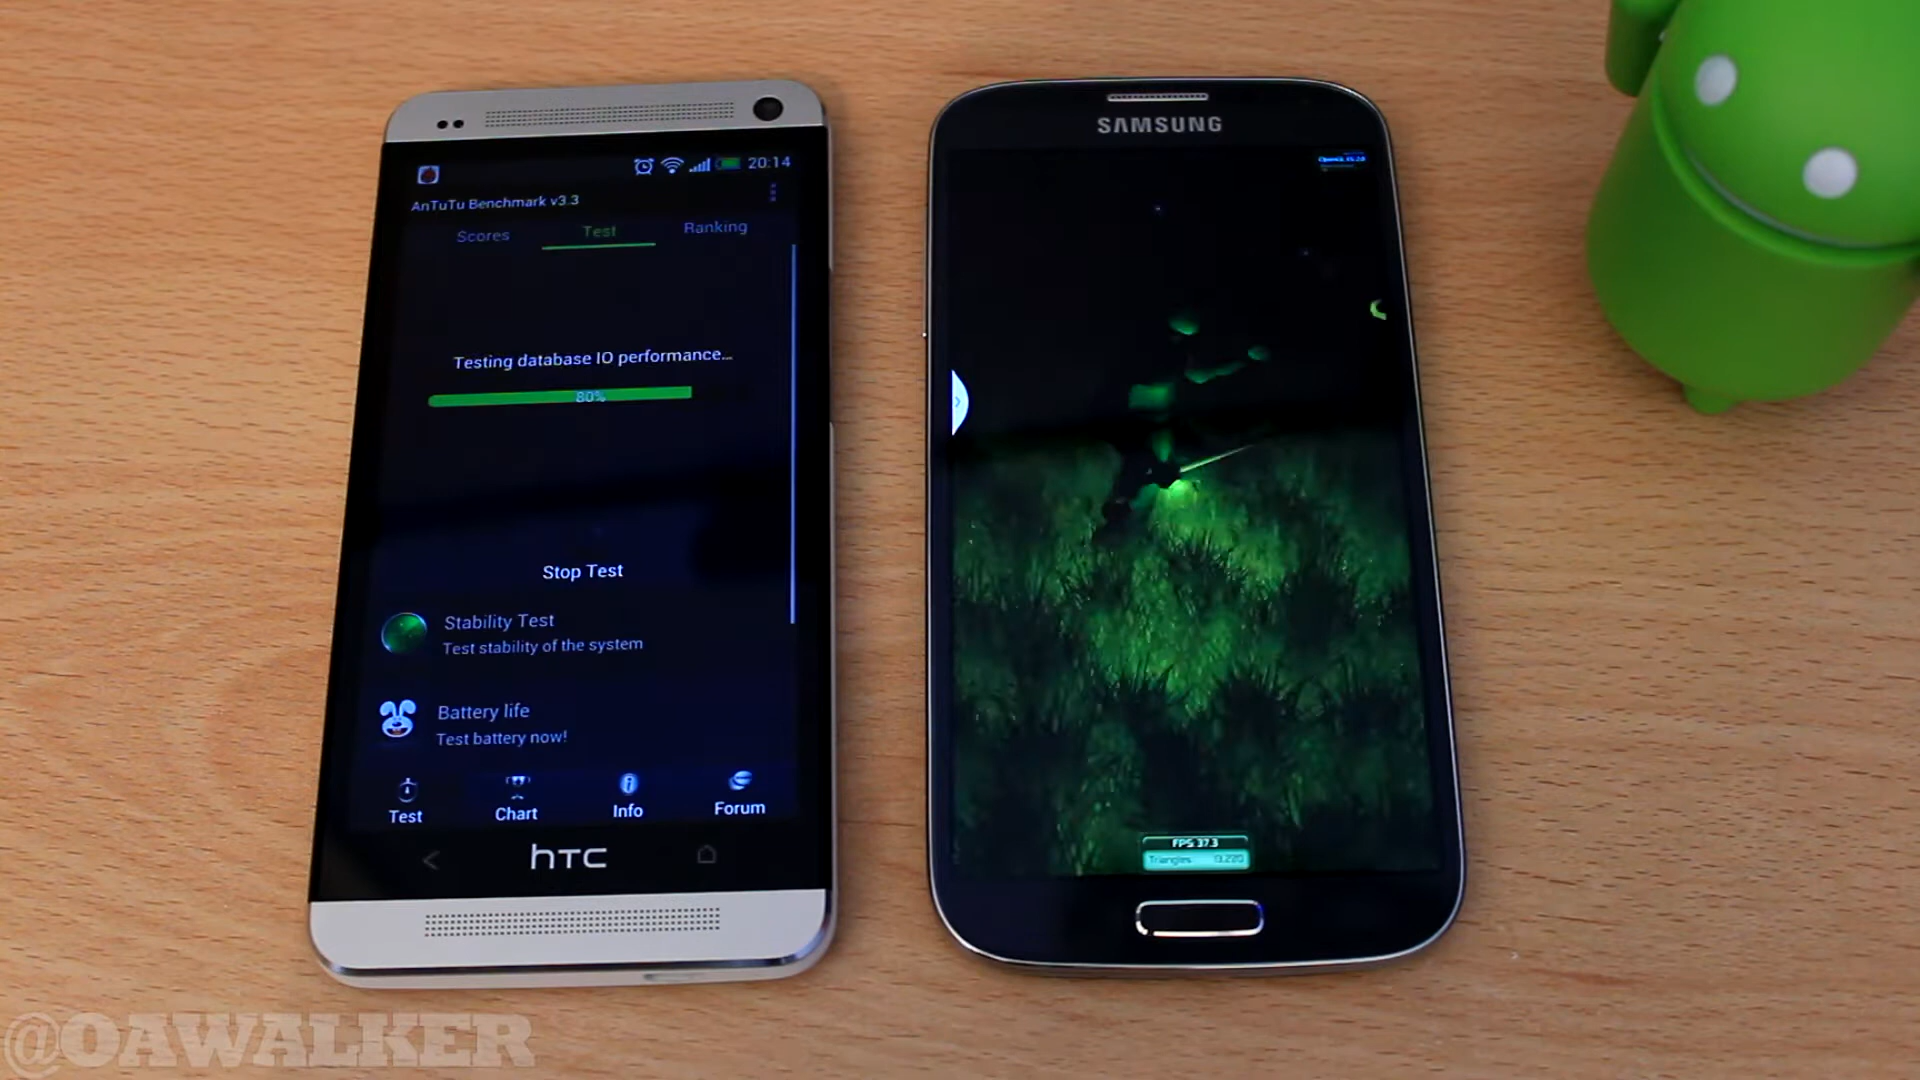 20:14
AnTuTu Benchmark v3.3
Scores Test Ranking
Testing database IO performance...
80%
Stop Test
Stability Test
Test stability of the system
Battery life
Test battery now!
Test Chart Info Forum
hTC
SAMSUNG
FPS 37.3
Triangles
@OAWALKER